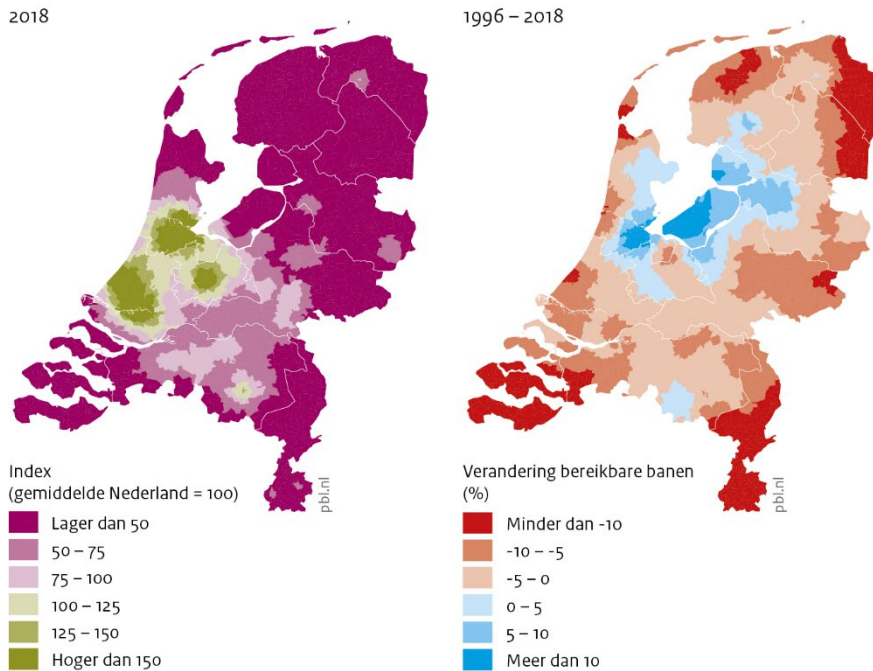 2018
Index
(gemiddelde Nederland = 100)
Lager dan 50
50 – 75
75 – 100
100 – 125
125 – 150
Hoger dan 150
pbl.nl
1996 – 2018
Verandering bereikbare banen
(%)
Minder dan -10
-10 – -5
-5 – 0
0 – 5
5 – 10
Meer dan 10
pbl.nl